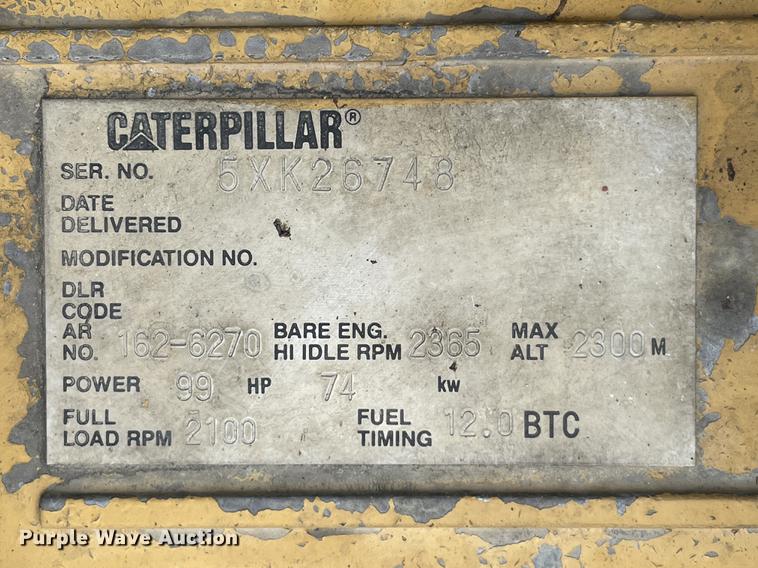 CATERPILLAR®
SER. NO. 5XK26748
DATE
DELIVERED
MODIFICATION NO.
DLR
CODE
AR
NO. 162-6270 BARE ENG.
HI IDLE RPM 2365 MAX
ALT 2300 M
POWER 99 HP 74 kw
FULL
LOAD RPM 2100 FUEL
TIMING 12.0 BTC
Purple Wave Auction